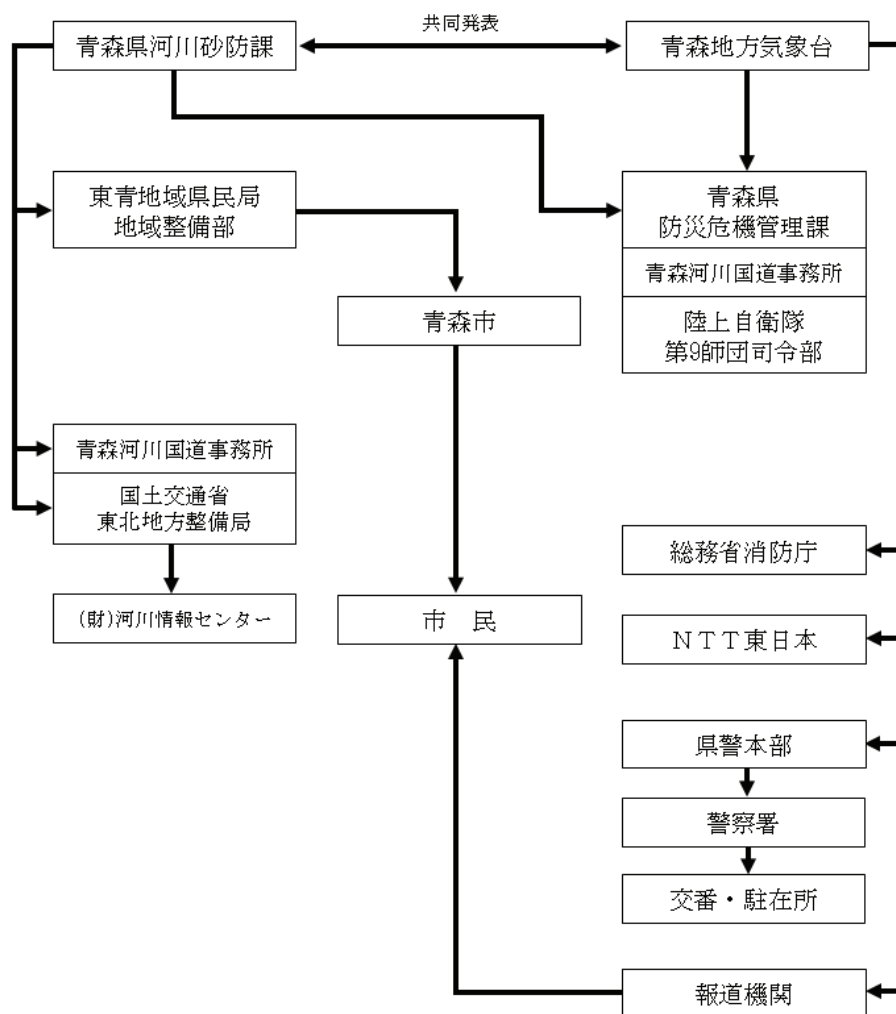 共同発表
青森県河川砂防課
青森地方気象台
東青地域県民局
地域整備部
青森県
防災危機管理課
青森河川国道事務所
陸上自衛隊
第9師団司令部
青森市
青森河川国道事務所
国土交通省
東北地方整備局
総務省消防庁
(財)河川情報センター
市　民
ＮＴＴ東日本
県警本部
警察署
交番・駐在所
報道機関